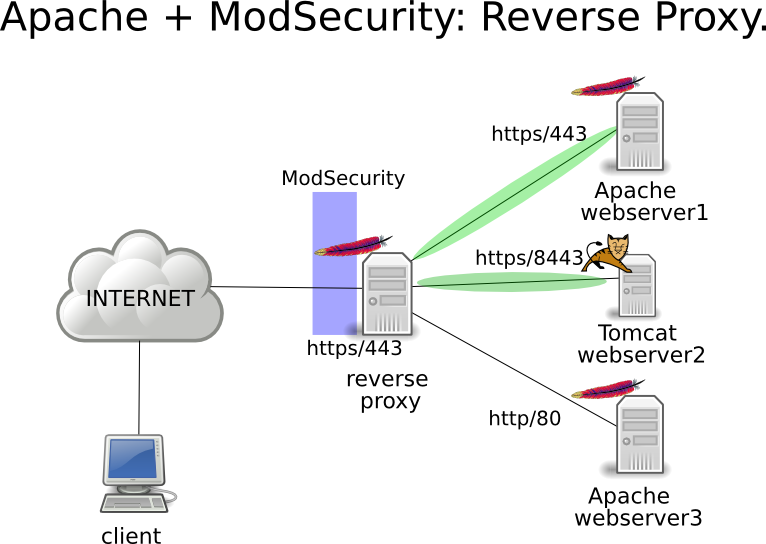 Apache + ModSecurity: Reverse Proxy.
https/443
ModSecurity
Apache
webserver1
https/8443
INTERNET
Tomcat
webserver2
https/443
reverse
proxy
http/80
Apache
webserver3
client